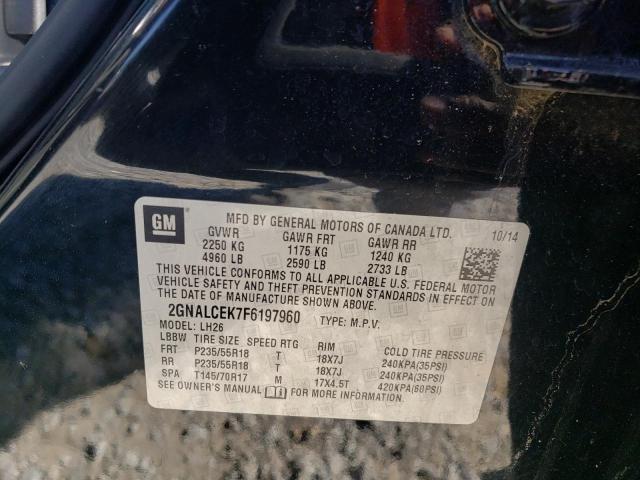 GM
MFD BY GENERAL MOTORS OF CANADA LTD. 10/14
GVWR GAWR FRT GAWR RR
2250 KG 1175 KG 1240 KG
4960 LB 2590 LB 2733 LB
THIS VEHICLE CONFORMS TO ALL APPLICABLE U.S. FEDERAL MOTOR
VEHICLE SAFETY AND THEFT PREVENTION STANDARDS IN EFFECT ON
THE DATE OF MANUFACTURE SHOWN ABOVE.
2GNALCEK7F6197960 TYPE: M.P.V.
MODEL: LH26
LBBW TIRE SIZE SPEED RTG RIM COLD TIRE PRESSURE
FRT P235/55R18 T 18X7J 240KPA(35PSI)
RR P235/55R18 T 18X7J 240KPA(35PSI)
SPA T145/70R17 M 17X4.5T 420KPA(60PSI)
SEE OWNER'S MANUAL FOR MORE INFORMATION.